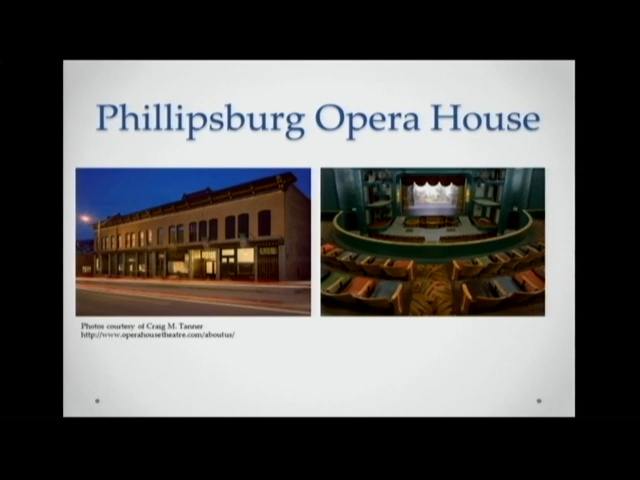 Phillipsburg Opera House
Photos courtesy of Craig M. Tanner
http://www.operahousetheatre.com/aboutus/